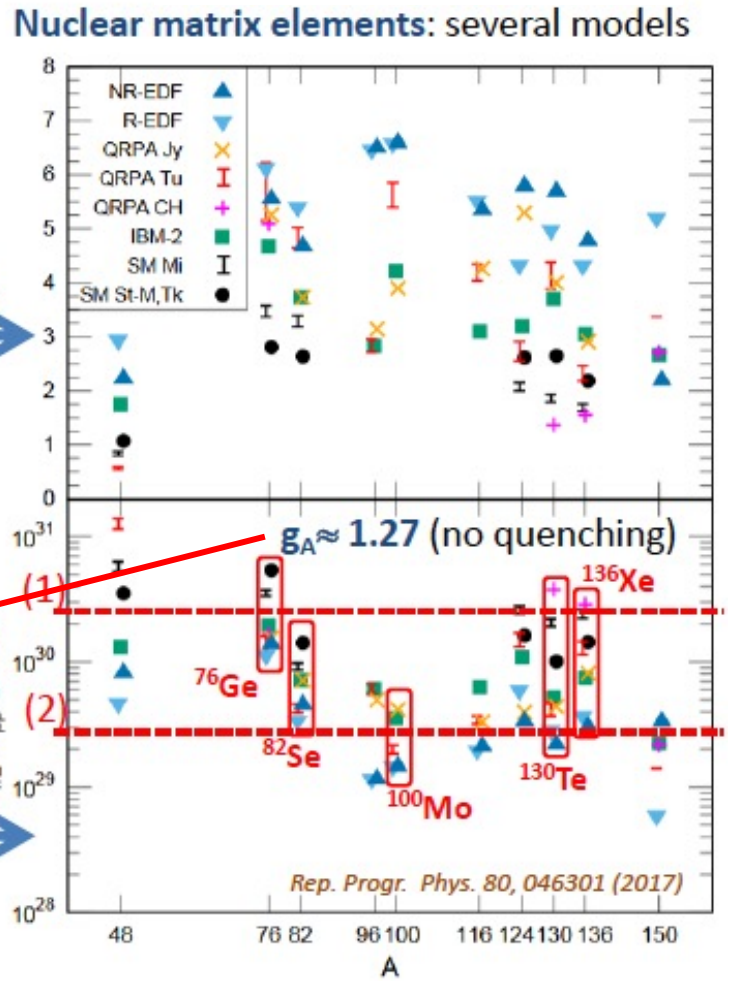 Nuclear matrix elements: several models
8
7
6
5
4
3
2
1
0
NR-EDF
R-EDF
QRPA Jy
QRPA Tu
QRPA CH
IBM-2
SM Mi
SM St-M,Tk
10³¹
10³⁰
10²⁹
10²⁸
gA≈ 1.27 (no quenching)
(1)
(2)
¹³⁶Xe
⁷⁶Ge
⁸²Se
¹³⁰Te
¹⁰⁰Mo
Rep. Progr. Phys. 80, 046301 (2017)
48 76 82 96 100 116 124 130 136 150
A